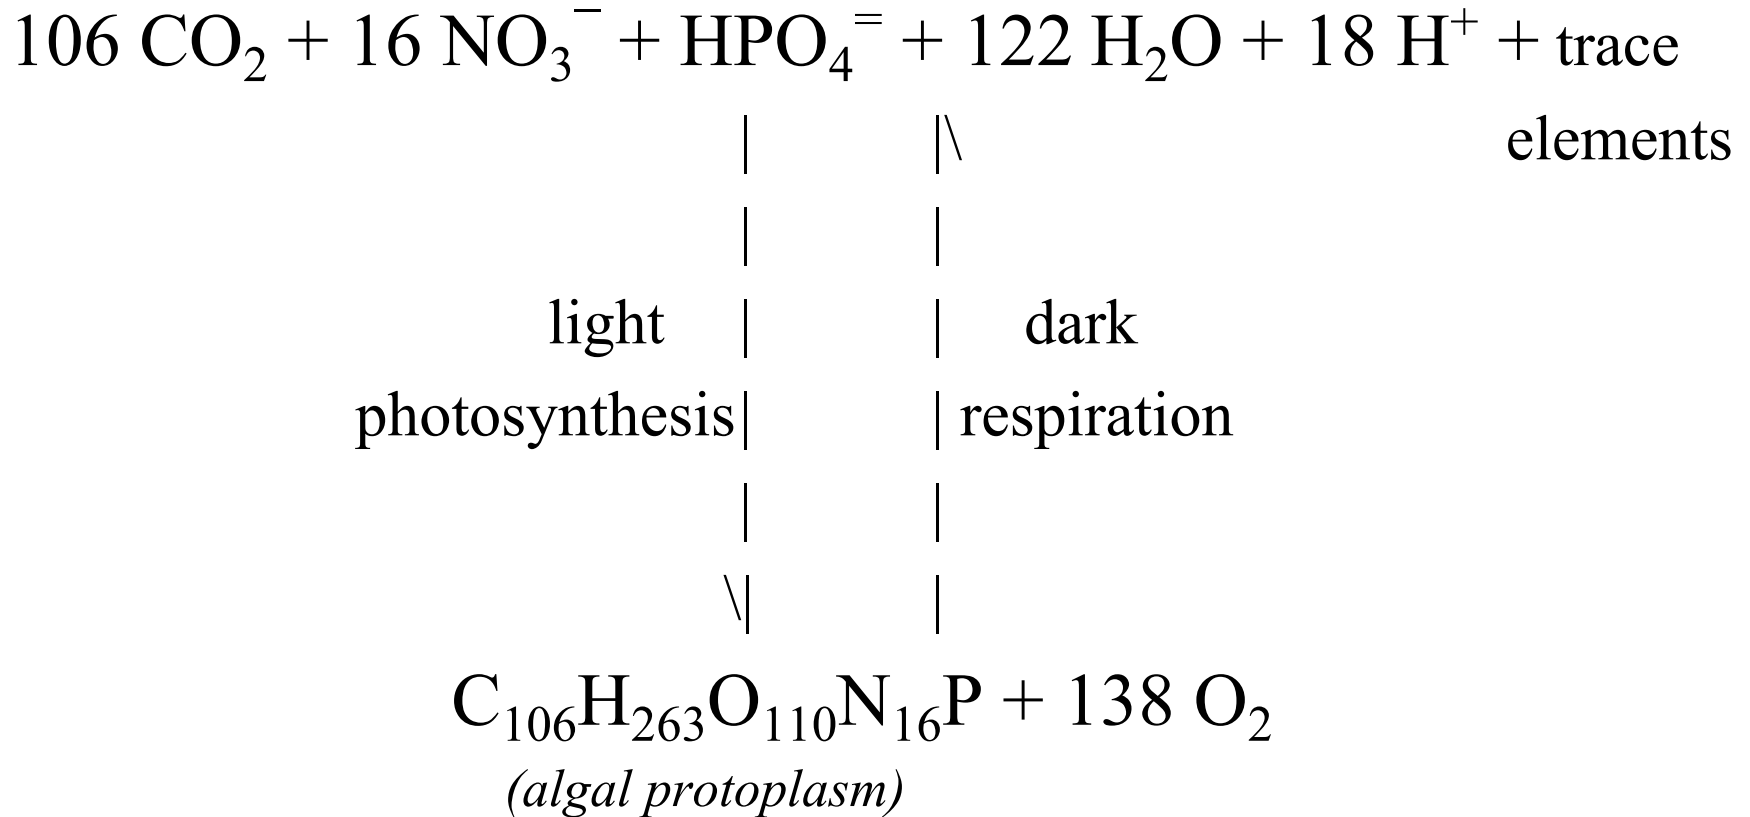 106 CO₂ + 16 NO₃⁻ + HPO₄⁼ + 122 H₂O + 18 H⁺ + trace
| |\ elements
| |
light | | dark
photosynthesis| | respiration
| |
\| |
C₁₀₆H₂₆₃O₁₁₀N₁₆P + 138 O₂
(algal protoplasm)